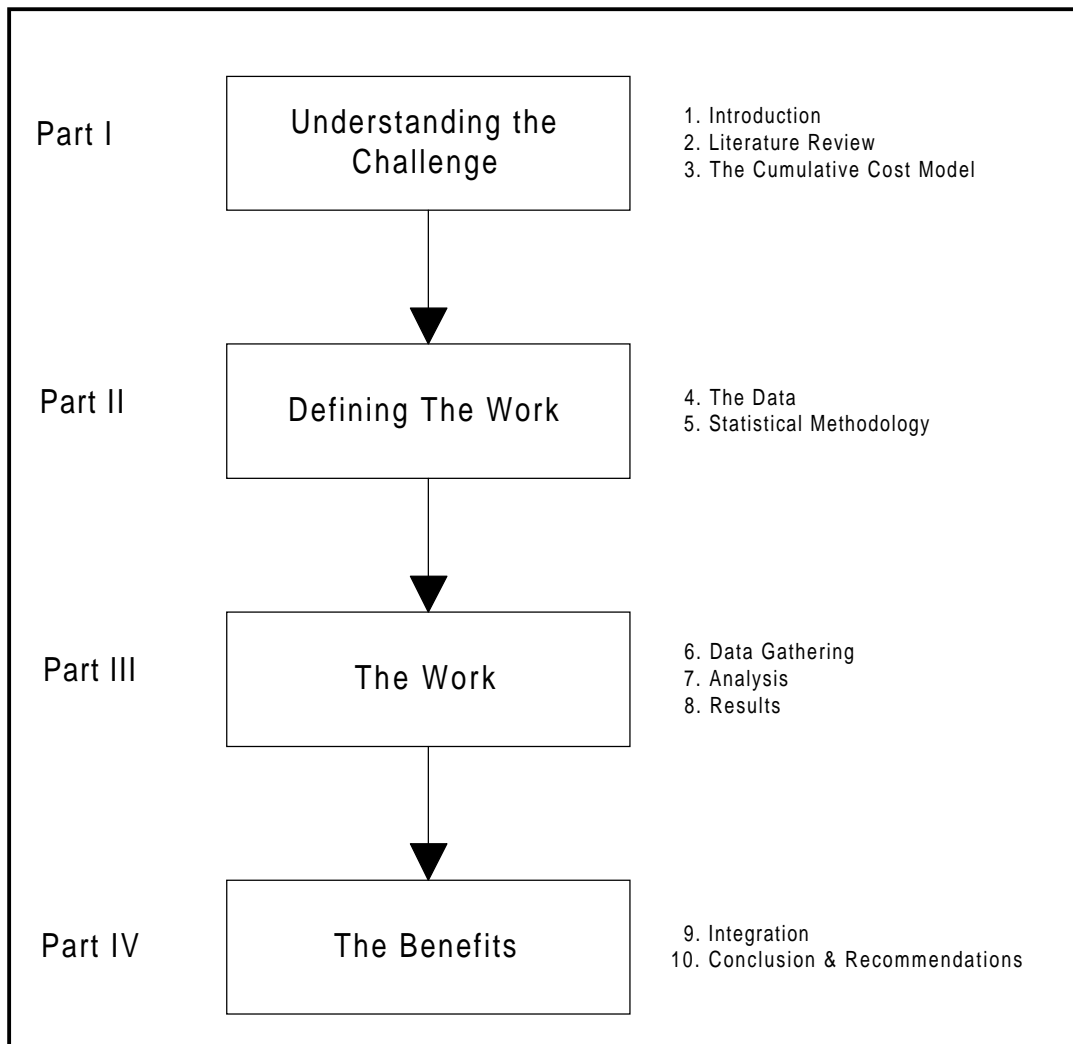 Part I
Understanding the
Challenge
1. Introduction
2. Literature Review
3. The Cumulative Cost Model
Part II
Defining The Work
4. The Data
5. Statistical Methodology
Part III
The Work
6. Data Gathering
7. Analysis
8. Results
Part IV
The Benefits
9. Integration
10. Conclusion & Recommendations